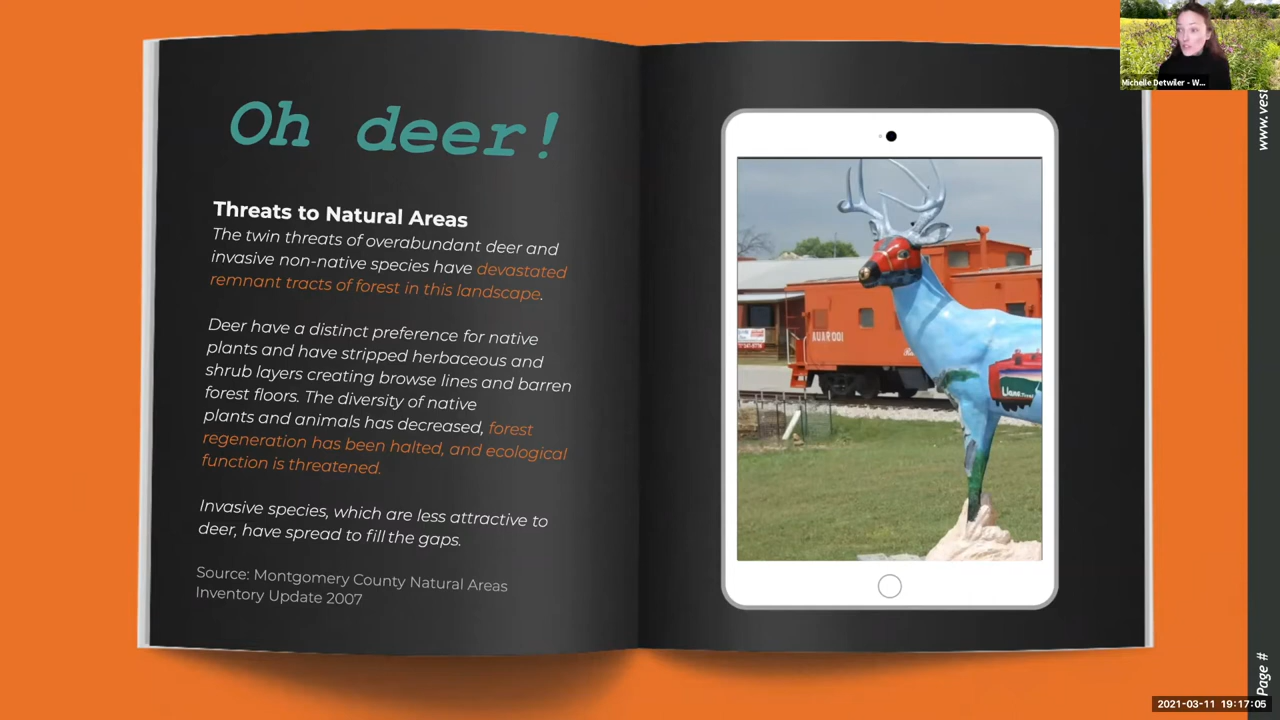 Oh deer!
Threats to Natural Areas
The twin threats of overabundant deer and
invasive non-native species have devastated
remnant tracts of forest in this landscape.
Deer have a distinct preference for native
plants and have stripped herbaceous and
shrub layers creating browse lines and barren
forest floors. The diversity of native
plants and animals has decreased, forest
regeneration has been halted, and ecological
function is threatened.
Invasive species, which are less attractive to
deer, have spread to fill the gaps.
Source: Montgomery County Natural Areas
Inventory Update 2007
AUAR 001
Michelle Detwiler - W...
Page #
2021-03-11 19:17:05